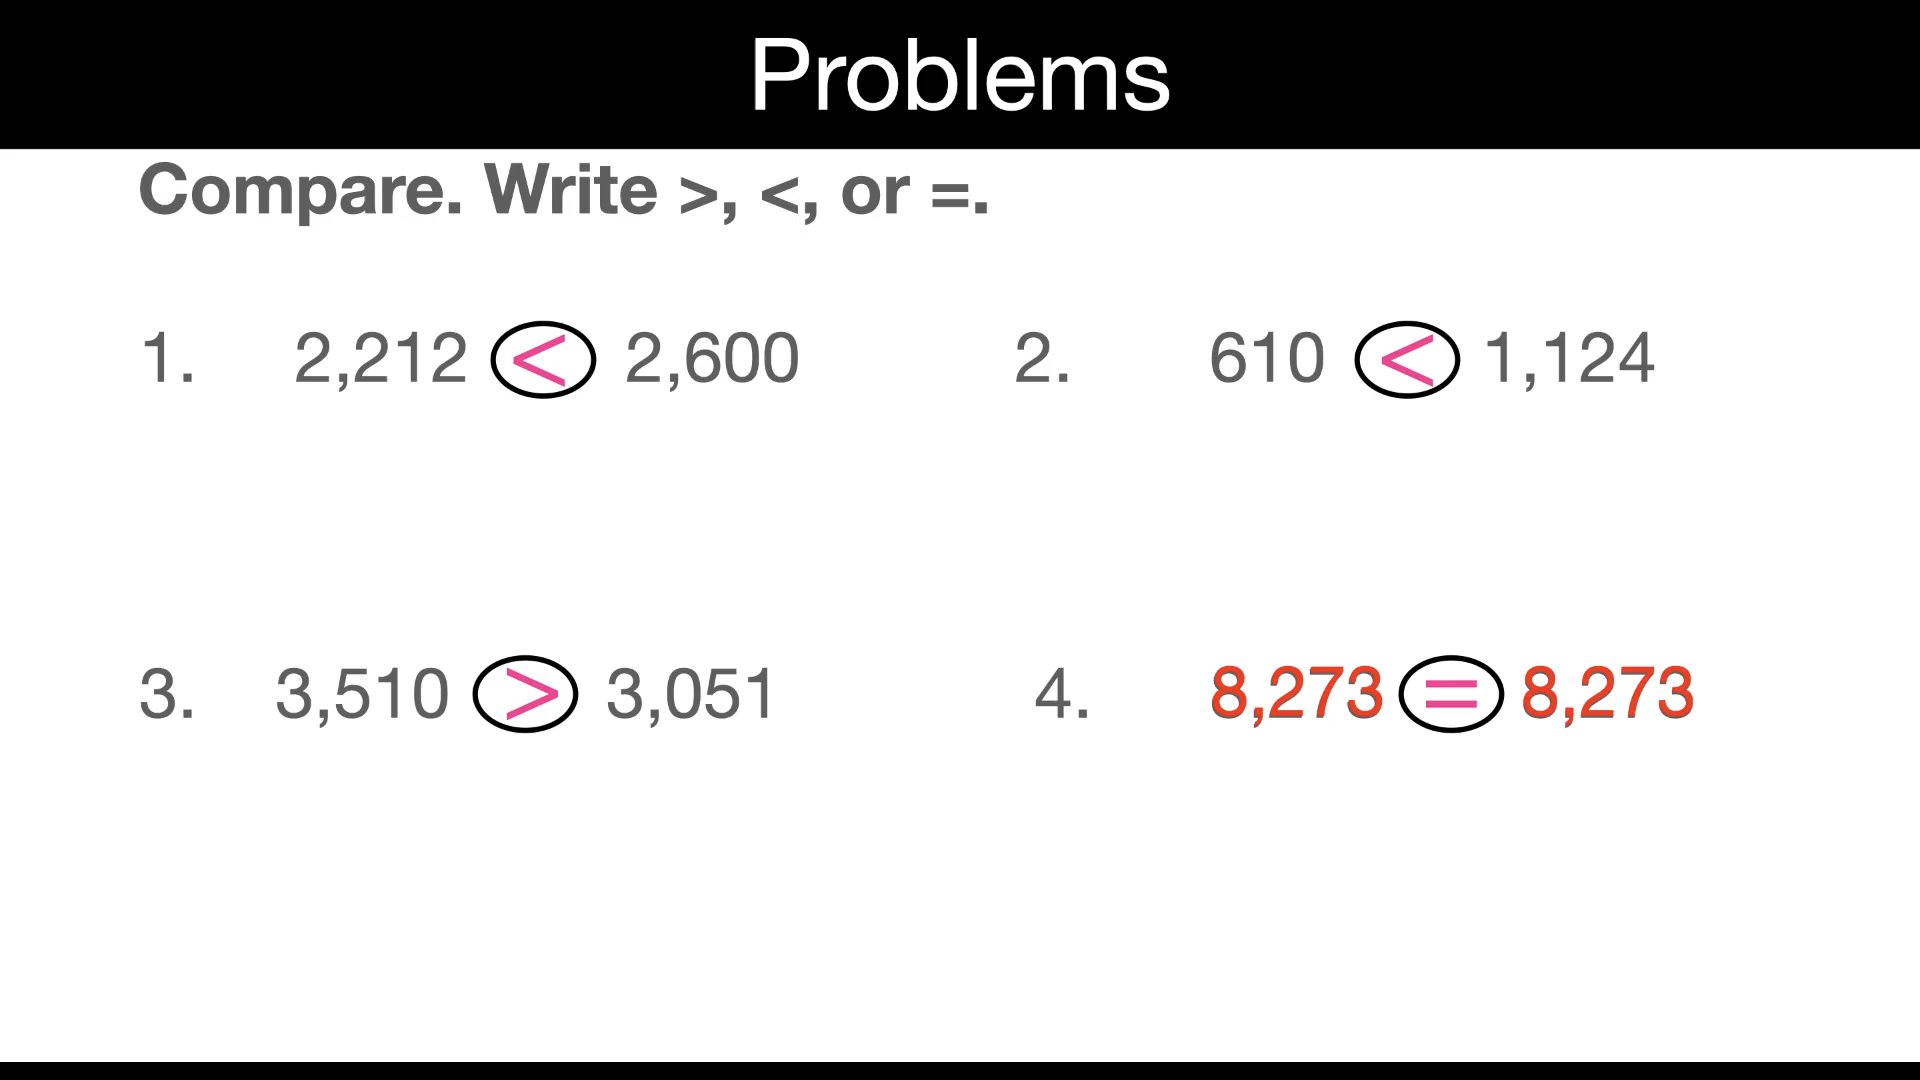 Problems
Compare. Write >, <, or =.
1. 2,212 < 2,600 2. 610 < 1,124
3. 3,510 > 3,051 4. 8,273 = 8,273